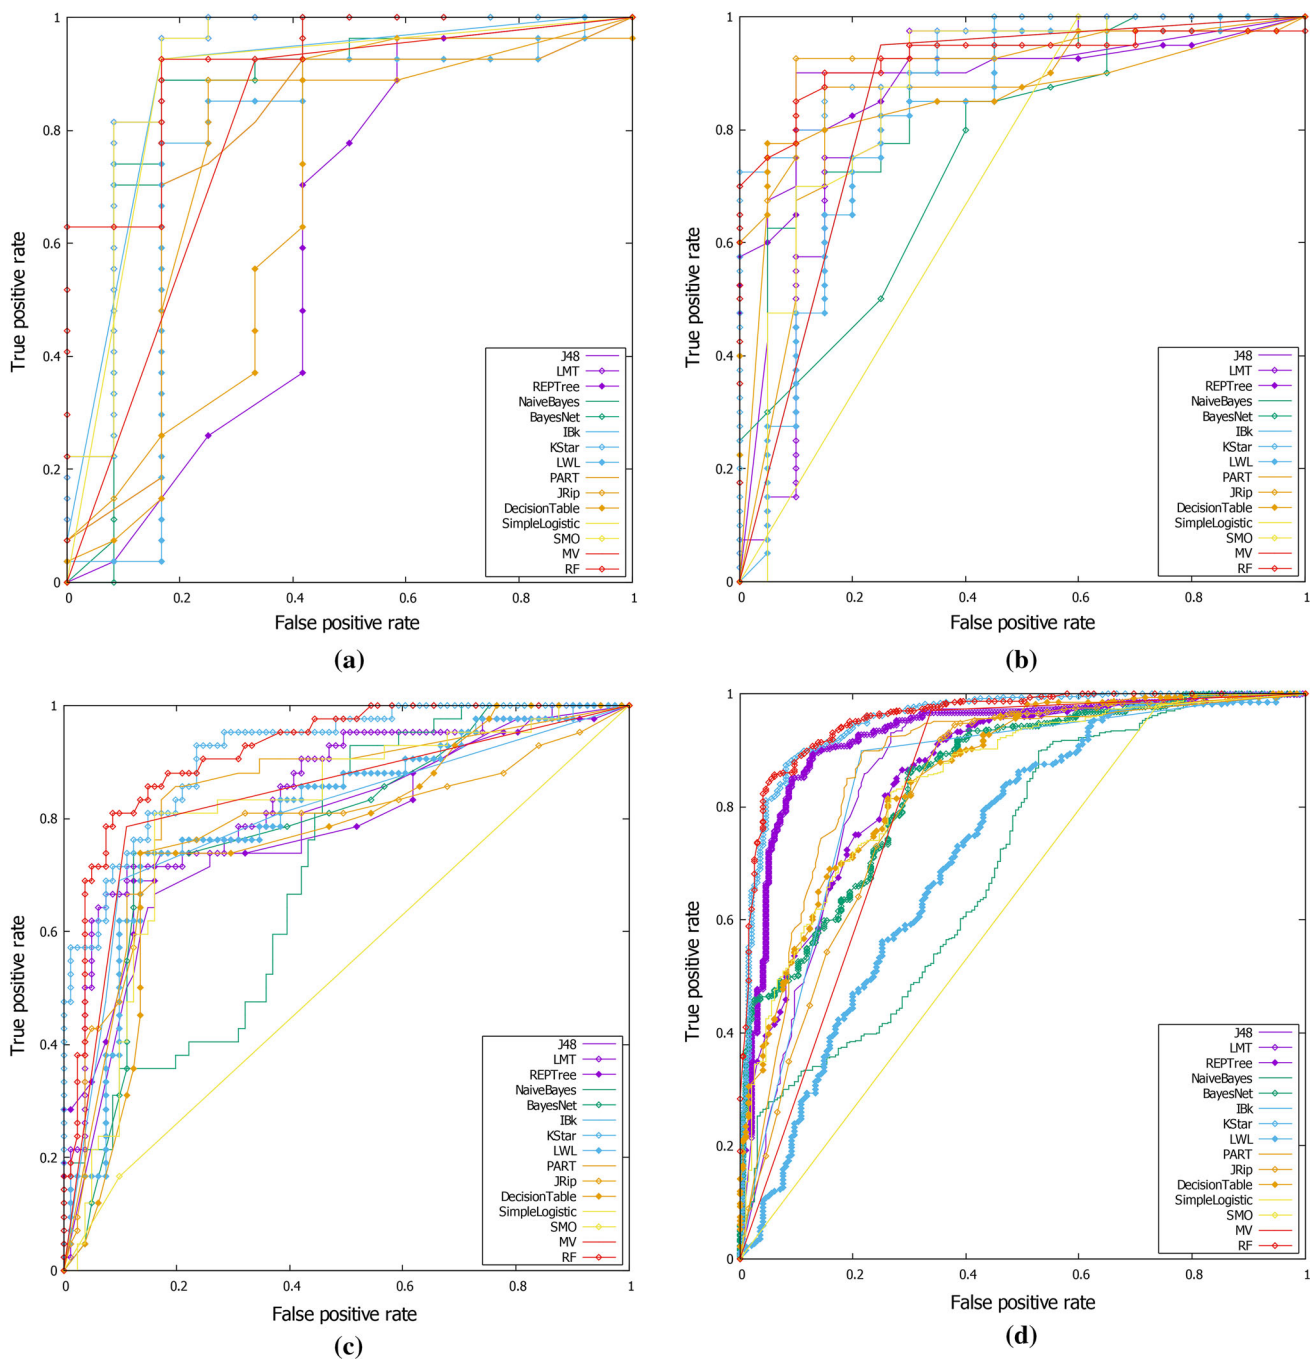 1
0.8
0.6
0.4
0.2
0
True positive rate
J48
LMT
REPTree
NaiveBayes
BayesNet
IBk
KStar
LWL
PART
JRip
DecisionTable
SimpleLogistic
SMO
MV
RF
0 0.2 0.4 0.6 0.8 1
False positive rate
(a)
1
0.8
0.6
0.4
0.2
0
True positive rate
J48
LMT
REPTree
NaiveBayes
BayesNet
IBk
KStar
LWL
PART
JRip
DecisionTable
SimpleLogistic
SMO
MV
RF
0 0.2 0.4 0.6 0.8 1
False positive rate
(b)
1
0.8
0.6
0.4
0.2
0
True positive rate
J48
LMT
REPTree
NaiveBayes
BayesNet
IBk
KStar
LWL
PART
JRip
DecisionTable
SimpleLogistic
SMO
MV
RF
0 0.2 0.4 0.6 0.8 1
False positive rate
(c)
1
0.8
0.6
0.4
0.2
0
True positive rate
J48
LMT
REPTree
NaiveBayes
BayesNet
IBk
KStar
LWL
PART
JRip
DecisionTable
SimpleLogistic
SMO
MV
RF
0 0.2 0.4 0.6 0.8 1
False positive rate
(d)